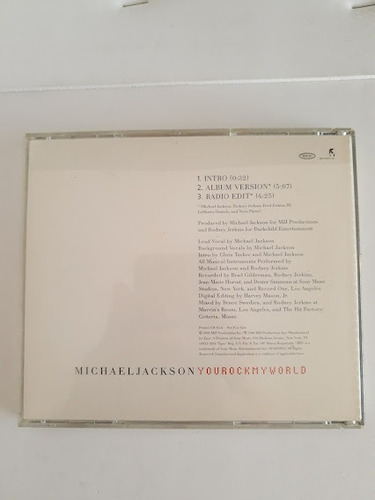 1. INTRO (0:32)
2. ALBUM VERSION* (5:07)
3. RADIO EDIT* (4:25)
Produced by Michael Jackson for MJJ Productions
and Rodney Jerkins for Darkchild Entertainment
Lead Vocal by Michael Jackson
Background Vocals by Michael Jackson
Intro by Chris Tucker and Michael Jackson
All Musical Instruments Performed by
Michael Jackson and Rodney Jerkins
Recorded by Brad Gilderman, Rodney Jerkins,
Jean-Marie Horvat, and Dexter Simmons at Sony Music
Studios, New York, and Record One, Los Angeles
Digital Editing by Harvey Mason, Jr.
Mixed by Bruce Swedien, and Rodney Jerkins at
Marvin's Room, Los Angeles, and The Hit Factory
Criteria, Miami
MICHAELJACKSONYOUROCKMYWORLD